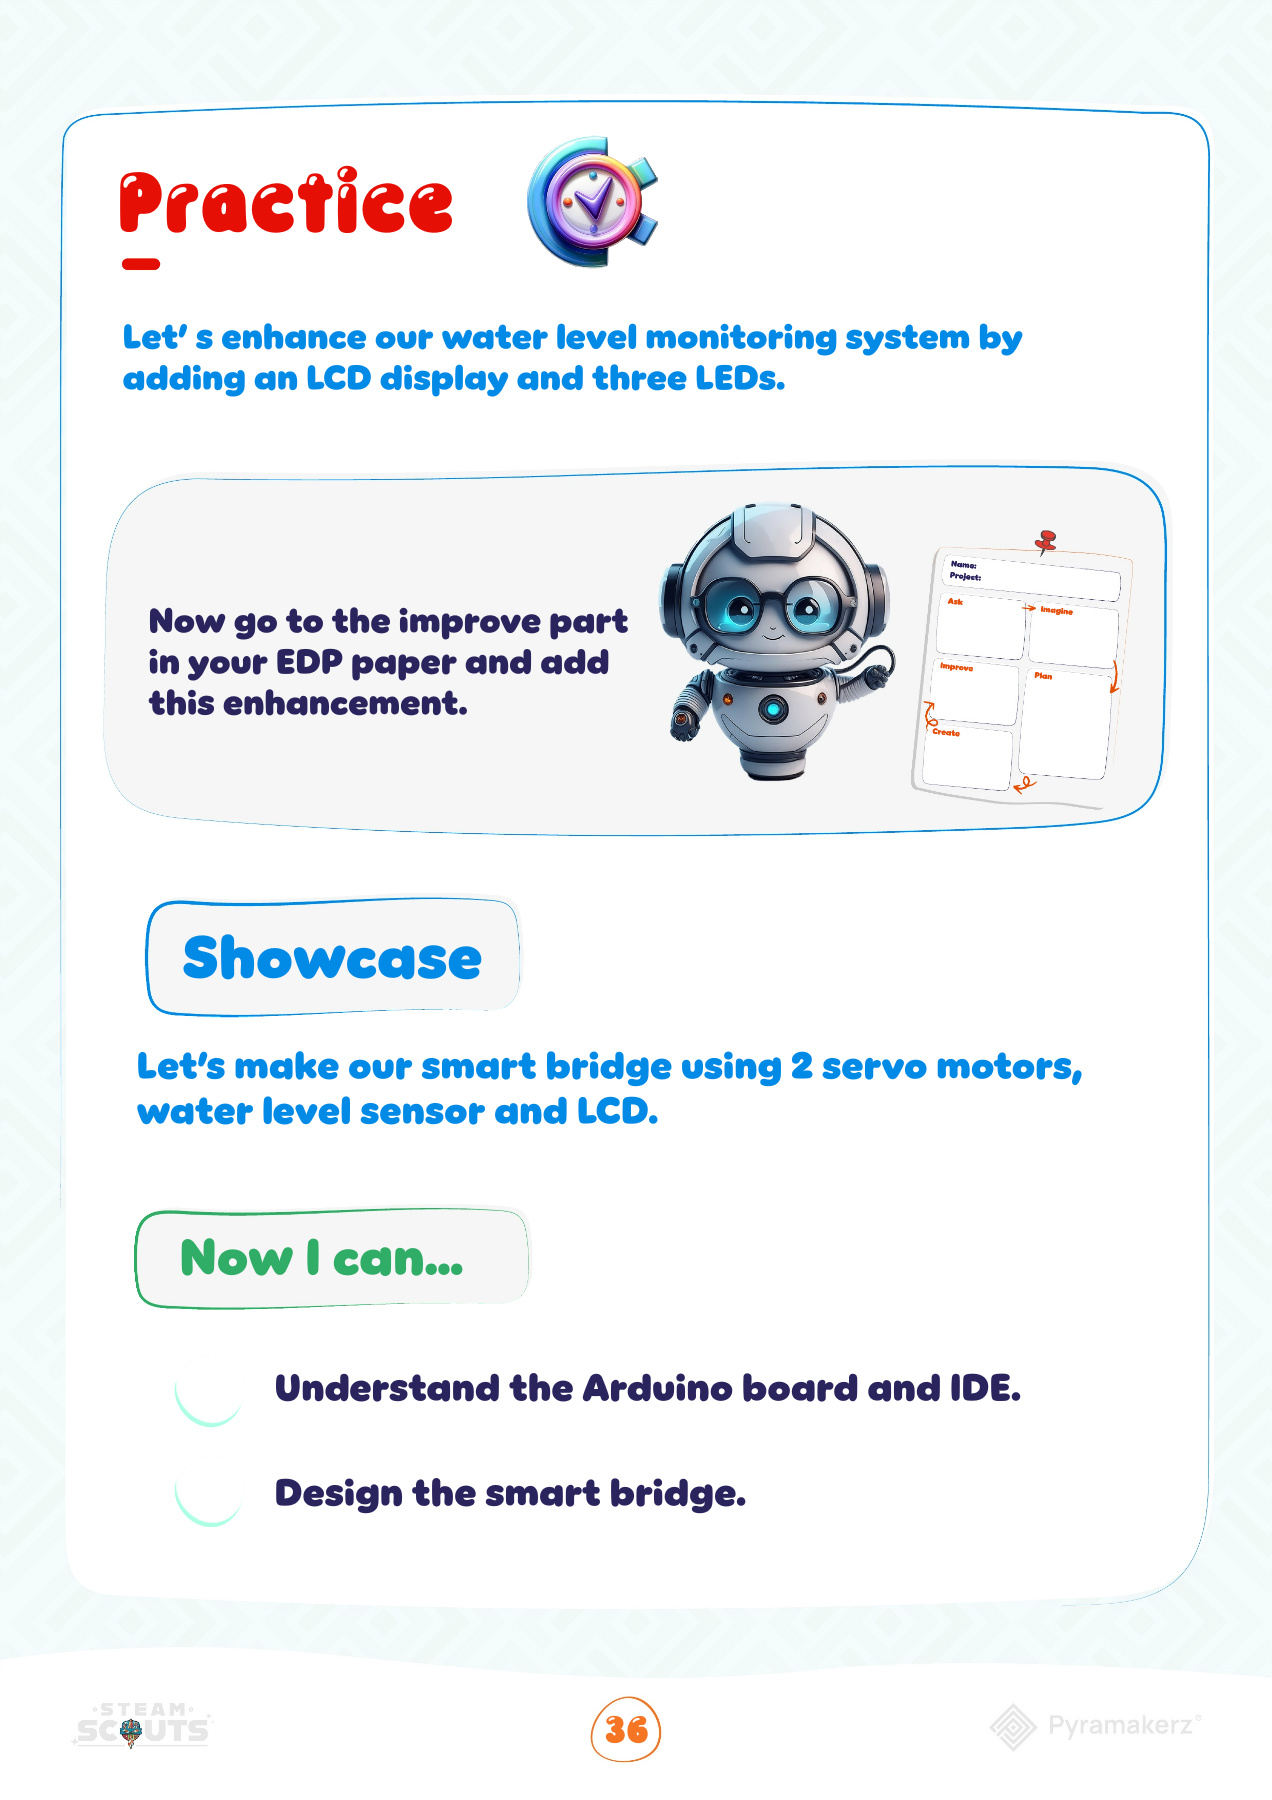 Practice
Let’ s enhance our water level monitoring system by
adding an LCD display and three LEDs.
Now go to the improve part
in your EDP paper and add
this enhancement.
Name:
Project:
Ask
Imagine
Improve
Plan
Create
Showcase
Let’s make our smart bridge using 2 servo motors,
water level sensor and LCD.
Now I can...
Understand the Arduino board and IDE.
Design the smart bridge.
STEAM
SCOUTS
36
Pyramakerz